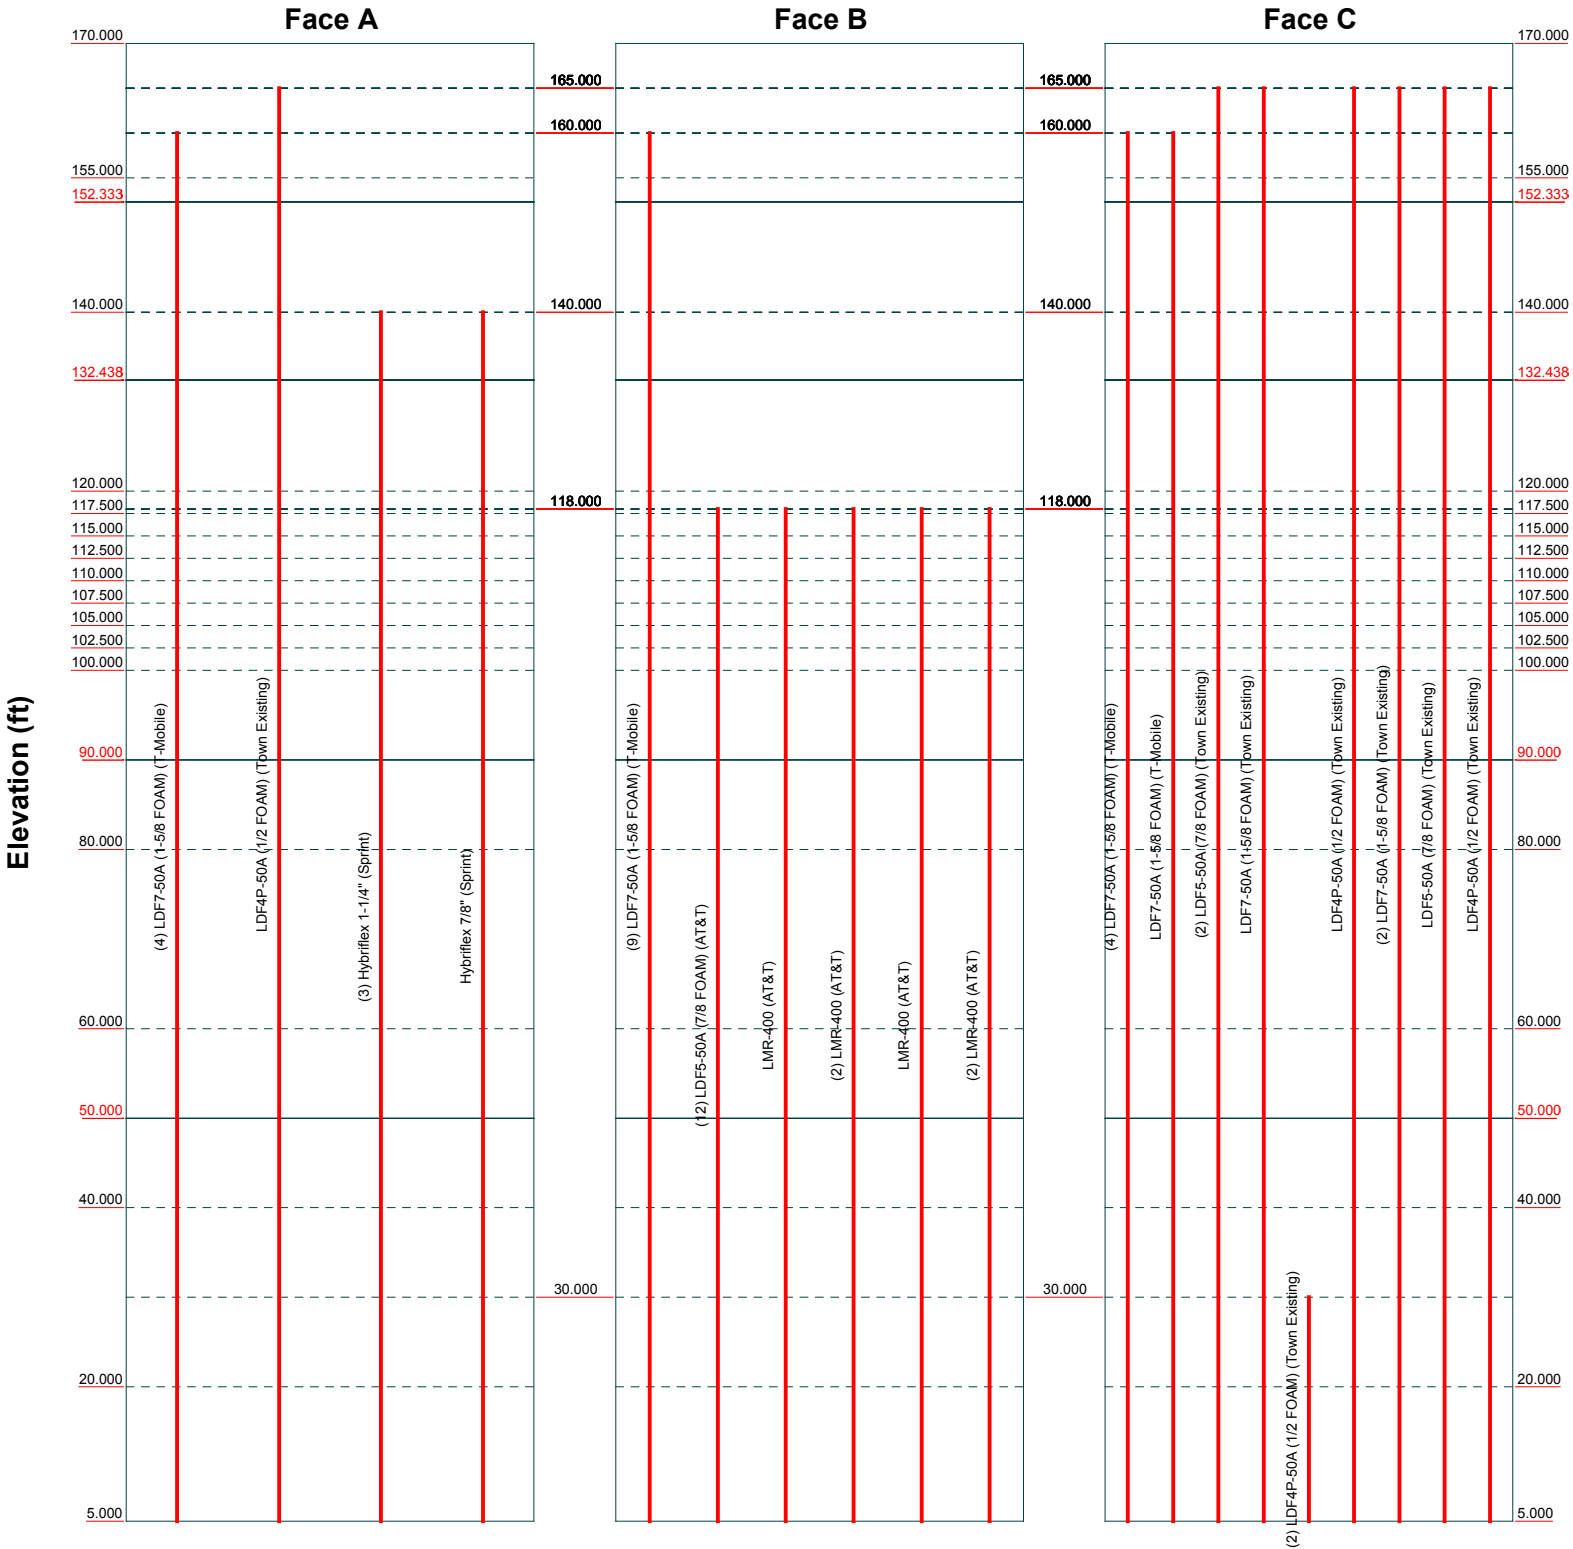 Face A
Face B
Face C
Elevation (ft)
170.000
155.000
152.333
140.000
132.438
120.000
117.500
115.000
112.500
110.000
107.500
105.000
102.500
100.000
90.000
80.000
60.000
50.000
40.000
20.000
5.000
(4) LDF7-50A (1-5/8 FOAM) (T-Mobile)
LDF4P-50A (1/2 FOAM) (Town Existing)
(3) Hybriflex 1-1/4" (Sprint)
Hybriflex 7/8" (Sprint)
165.000
160.000
140.000
118.000
30.000
(9) LDF7-50A (1-5/8 FOAM) (T-Mobile)
(12) LDF5-50A (7/8 FOAM) (AT&T)
LMR-400 (AT&T)
(2) LMR-400 (AT&T)
LMR-400 (AT&T)
(2) LMR-400 (AT&T)
165.000
160.000
140.000
118.000
30.000
(4) LDF7-50A (1-5/8 FOAM) (T-Mobile)
LDF7-50A (1-5/8 FOAM) (T-Mobile)
(2) LDF5-50A (7/8 FOAM) (Town Existing)
LDF7-50A (1-5/8 FOAM) (Town Existing)
(2) LDF4P-50A (1/2 FOAM) (Town Existing)
LDF4P-50A (1/2 FOAM) (Town Existing)
(2) LDF7-50A (1-5/8 FOAM) (Town Existing)
LDF5-50A (7/8 FOAM) (Town Existing)
LDF4P-50A (1/2 FOAM) (Town Existing)
170.000
155.000
152.333
140.000
132.438
120.000
117.500
115.000
112.500
110.000
107.500
105.000
102.500
100.000
90.000
80.000
60.000
50.000
40.000
20.000
5.000